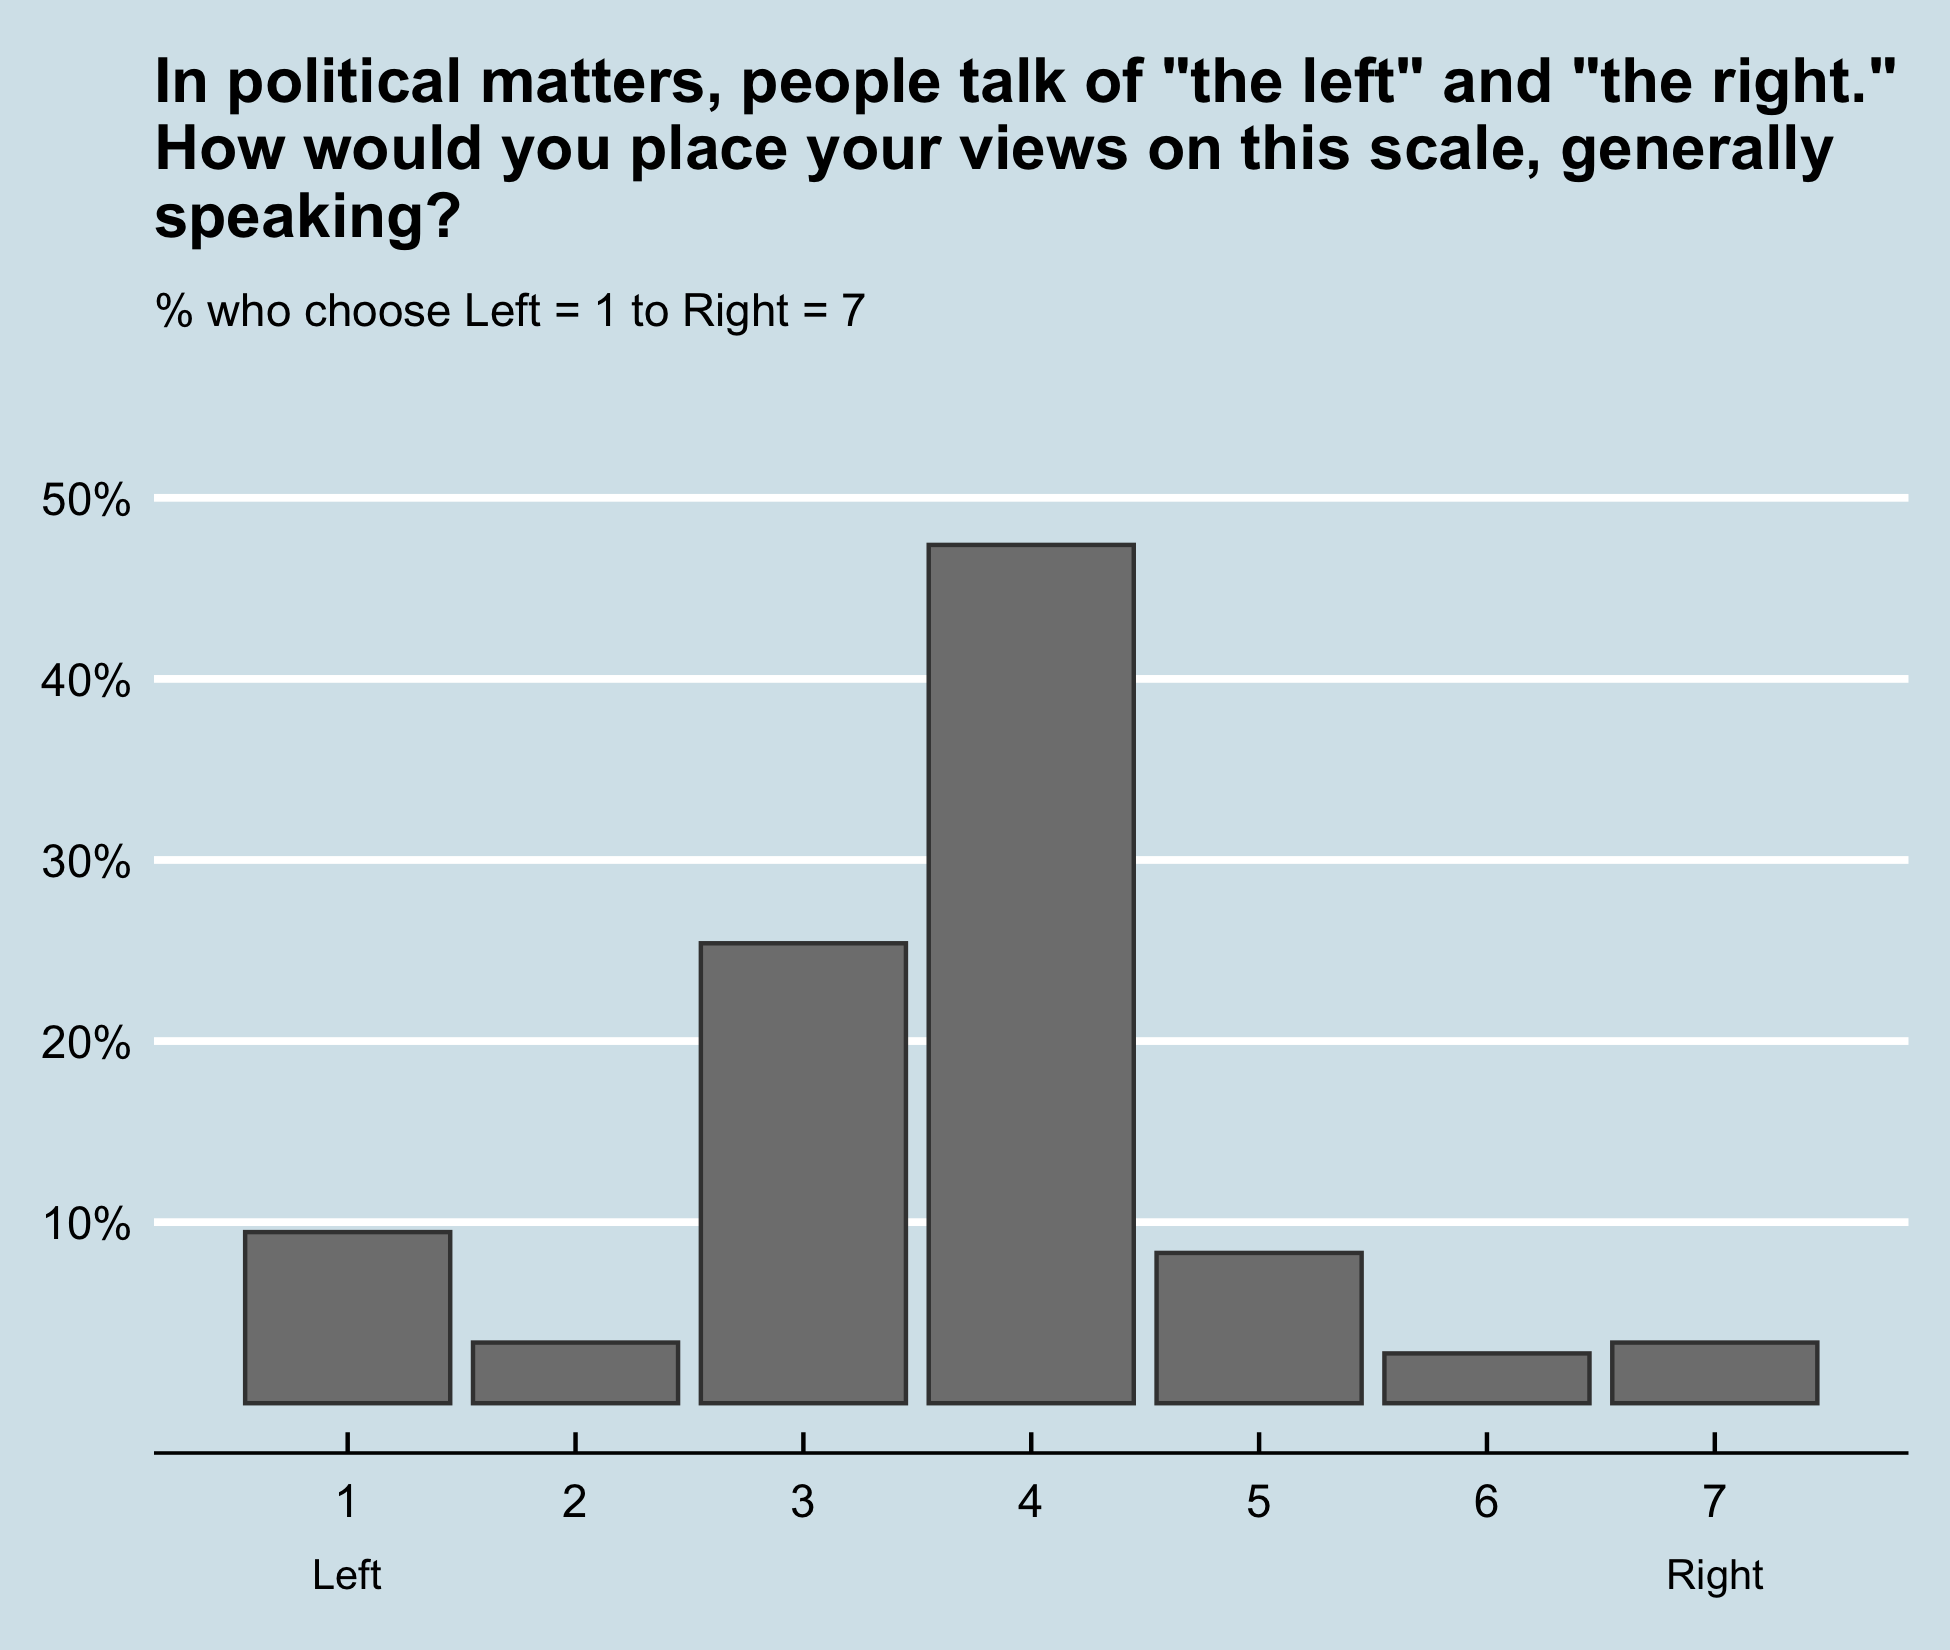 In political matters, people talk of "the left" and "the right."
How would you place your views on this scale, generally
speaking?
% who choose Left = 1 to Right = 7
50%
40%
30%
20%
10%
1 2 3 4 5 6 7
Left Right